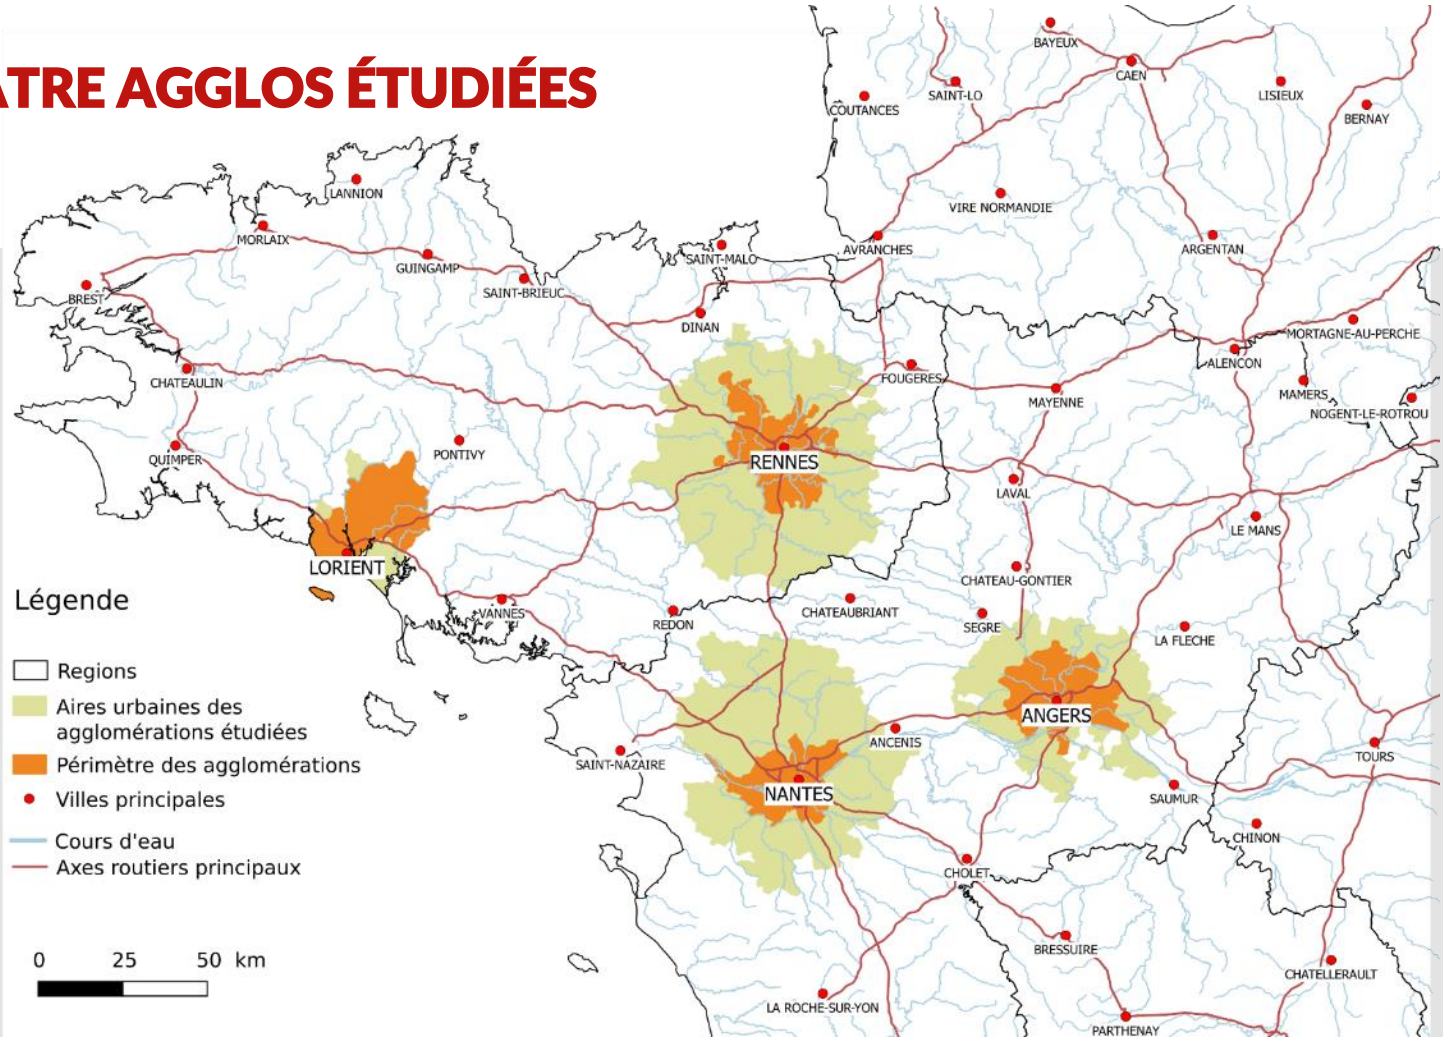 TRE AGGLOS ÉTUDIÉES
BAYEUX
CAEN
SAINT-LO
LISIEUX
COUTANCES
BERNAY
LANNION
VIRE NORMANDIE
MORLAIX
AVRANCHES
ARGENTAN
SAINT-MALO
GUINGAMP
SAINT-BRIEUC
BREST
DINAN
MORTAGNE-AU-PERCHE
ALENCON
CHATEAULIN
FOUGERES
MAMERS
MAYENNE
NOGENT-LE-ROTROU
PONTIVY
QUIMPER
RENNES
LAVAL
LE MANS
LORIENT
CHATEAU-GONTIER
Légende
VANNES
CHATEAUBRIANT
REDON
SEGRE
LA FLECHE
Regions
Aires urbaines des
agglomérations étudiées
ANGERS
ANCENIS
Périmètre des agglomérations
SAINT-NAZAIRE
TOURS
NANTES
Villes principales
SAUMUR
Cours d'eau
CHINON
Axes routiers principaux
CHOLET
BRESSUIRE
0 25 50 km
CHATELLERAULT
LA ROCHE-SUR-YON
PARTHENAY